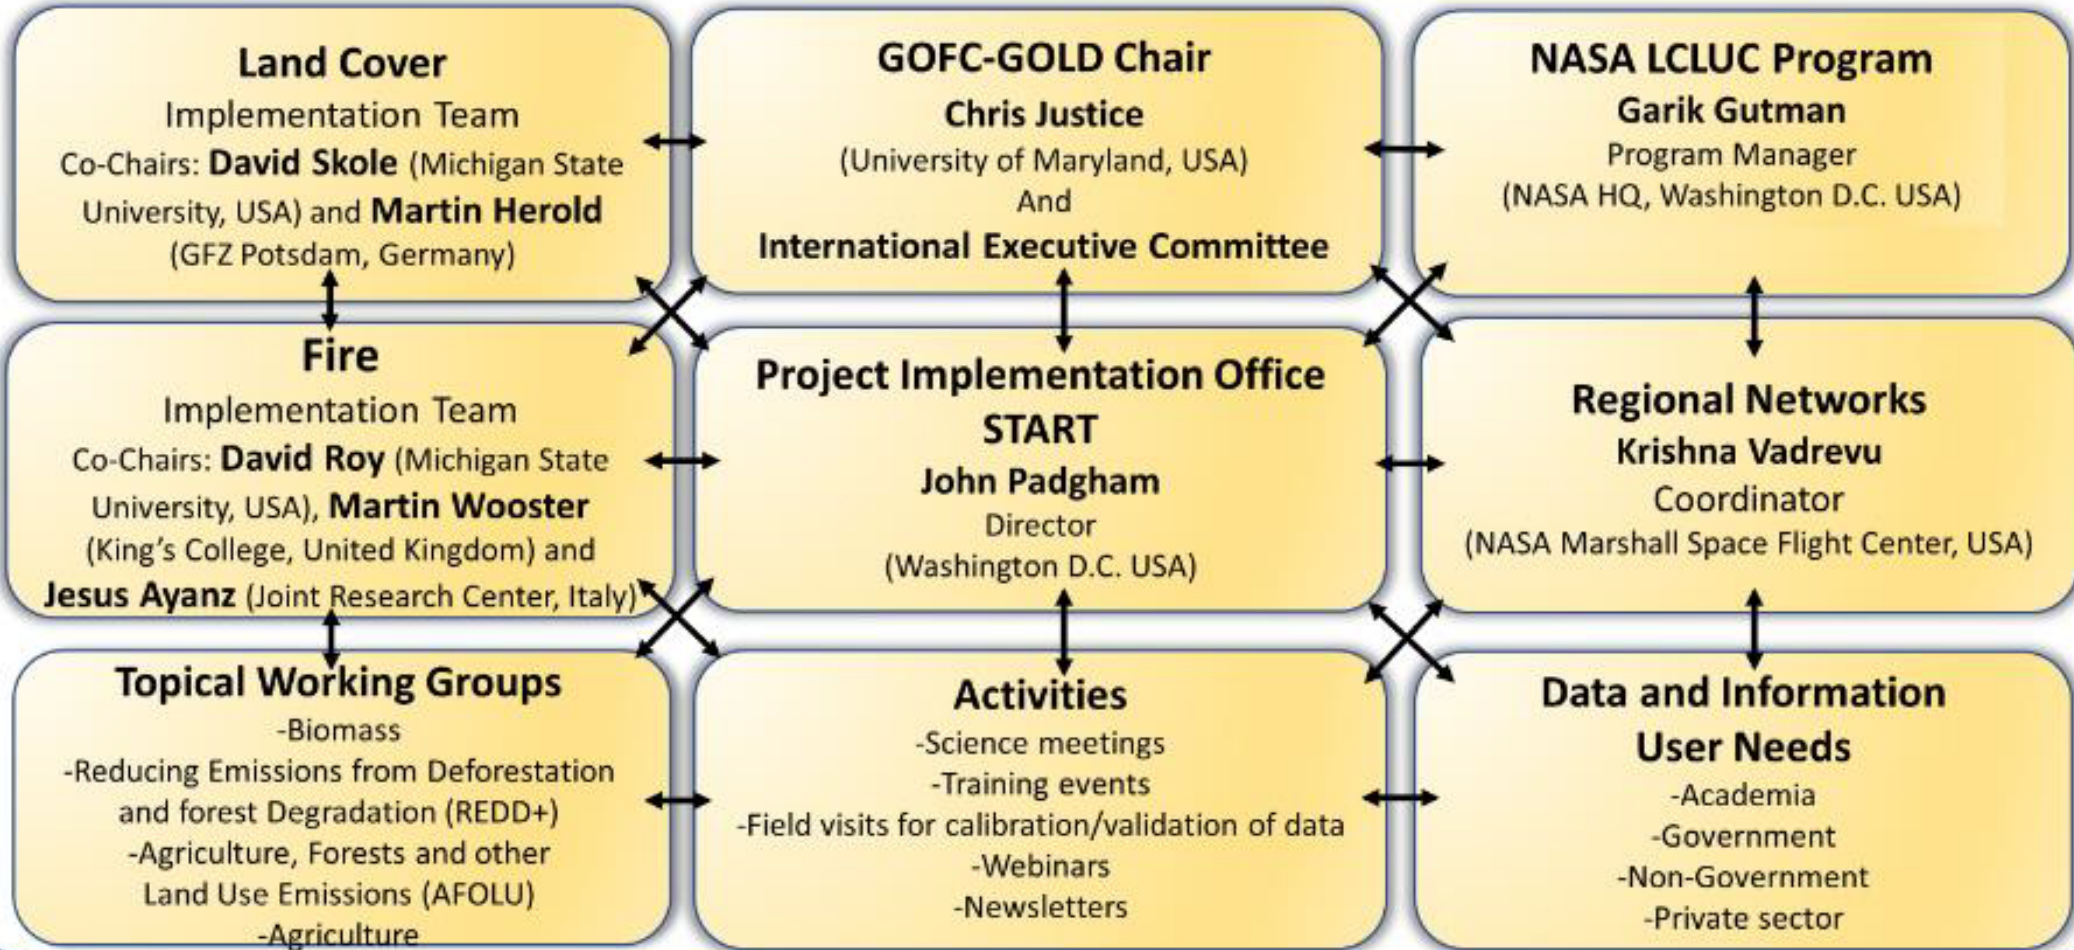 Land Cover
Implementation Team
Co-Chairs: David Skole (Michigan State
University, USA) and Martin Herold
(GFZ Potsdam, Germany)
GOFC-GOLD Chair
Chris Justice
(University of Maryland, USA)
And
International Executive Committee
NASA LCLUC Program
Garik Gutman
Program Manager
(NASA HQ, Washington D.C. USA)
Fire
Implementation Team
Co-Chairs: David Roy (Michigan State
University, USA), Martin Wooster
(King's College, United Kingdom) and
Jesus Ayanz (Joint Research Center, Italy)
Project Implementation Office
START
John Padgham
Director
(Washington D.C. USA)
Regional Networks
Krishna Vadrevu
Coordinator
(NASA Marshall Space Flight Center, USA)
Topical Working Groups
-Biomass
-Reducing Emissions from Deforestation
and forest Degradation (REDD+)
-Agriculture, Forests and other
Land Use Emissions (AFOLU)
-Agriculture
Activities
-Science meetings
-Training events
-Field visits for calibration/validation of data
-Webinars
-Newsletters
Data and Information
User Needs
-Academia
-Government
-Non-Government
-Private sector